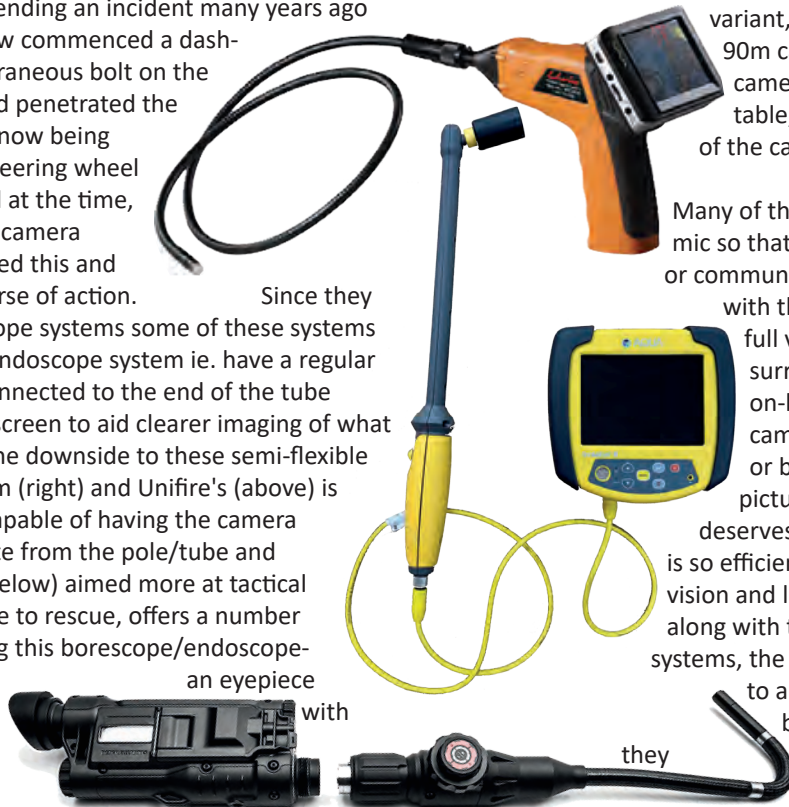 ending an incident many years ago
commenced a dash-
raneous bolt on the
penetrated the
now being
eering wheel
at the time,
camera
ed this and
rse of action.
Since they
ope systems some of these systems
ndoscope system ie. have a regular
nnected to the end of the tube
screen to aid clearer imaging of what
ne downside to these semi-flexible
m (right) and Unifire's (above) is
apable of having the camera
te from the pole/tube and
elow) aimed more at tactical
e to rescue, offers a number
g this borescope/endoscope-
an eyepiece
with
they
variant,
90m c
came
table,
of the ca
Many of th
mic so that
or commun
with th
full v
surr
on-l
cam
or b
pictu
deserves
is so efficien
vision and l
along with t
systems, the
to a
b